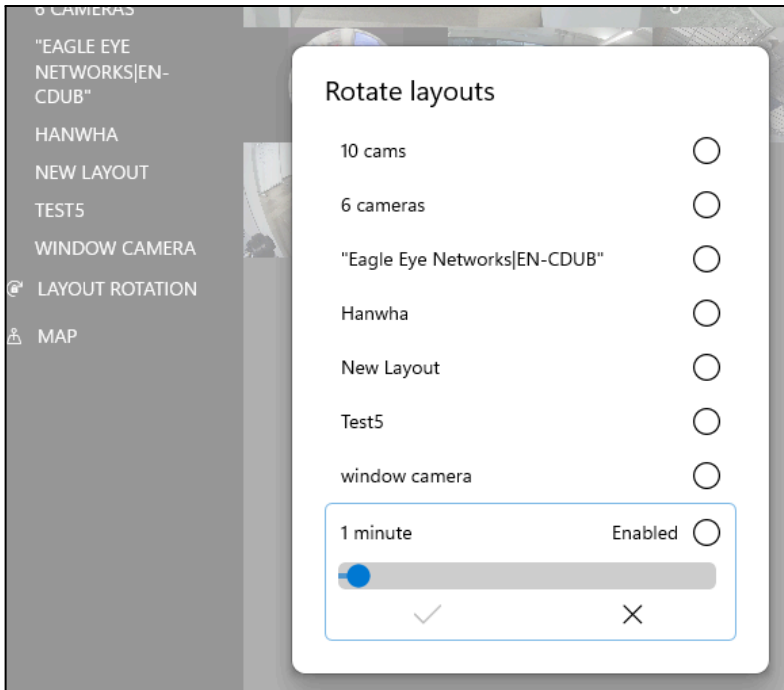 6 CAMERAS
"EAGLE EYE
NETWORKS|EN-
CDUB"
HANWHA
NEW LAYOUT
TEST5
WINDOW CAMERA
LAYOUT ROTATION
MAP
Rotate layouts
10 cams
6 cameras
"Eagle Eye Networks|EN-CDUB"
Hanwha
New Layout
Test5
window camera
1 minute Enabled